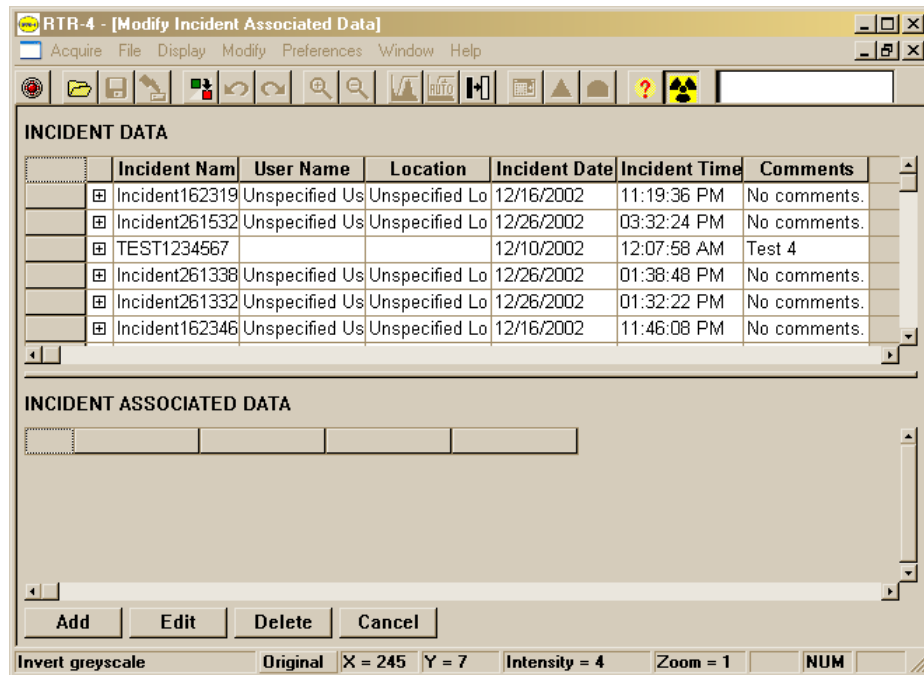 RTR-4 - [Modify Incident Associated Data]
Acquire File Display Modify Preferences Window Help
AUTO ?
INCIDENT DATA
Incident Nam User Name Location Incident Date Incident Time Comments
Incident162319 Unspecified Us Unspecified Lo 12/16/2002 11:19:36 PM No comments.
Incident261532 Unspecified Us Unspecified Lo 12/26/2002 03:32:24 PM No comments.
TEST1234567 12/10/2002 12:07:58 AM Test 4
Incident261338 Unspecified Us Unspecified Lo 12/26/2002 01:38:48 PM No comments.
Incident261332 Unspecified Us Unspecified Lo 12/26/2002 01:32:22 PM No comments.
Incident162346 Unspecified Us Unspecified Lo 12/16/2002 11:46:08 PM No comments.
INCIDENT ASSOCIATED DATA
Add Edit Delete Cancel
Invert greyscale Original X = 245 Y = 7 Intensity = 4 Zoom = 1 NUM